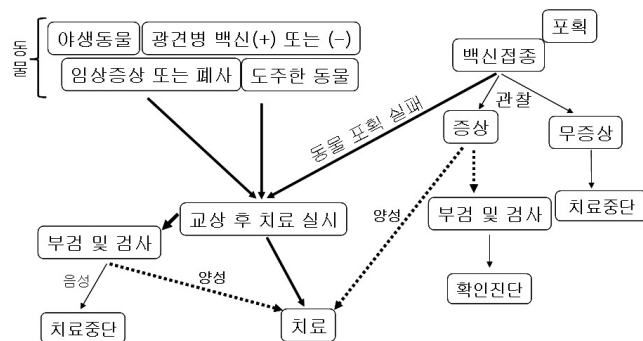 동물
야생동물
광견병 백신(+) 또는 (-)
임상증상 또는 폐사
도주한 동물
포획
백신접종
관찰
동물 포획 실패
증상
무증상
교상 후 치료 실시
양성
부검 및 검사
치료중단
부검 및 검사
음성
양성
확인진단
치료중단
치료